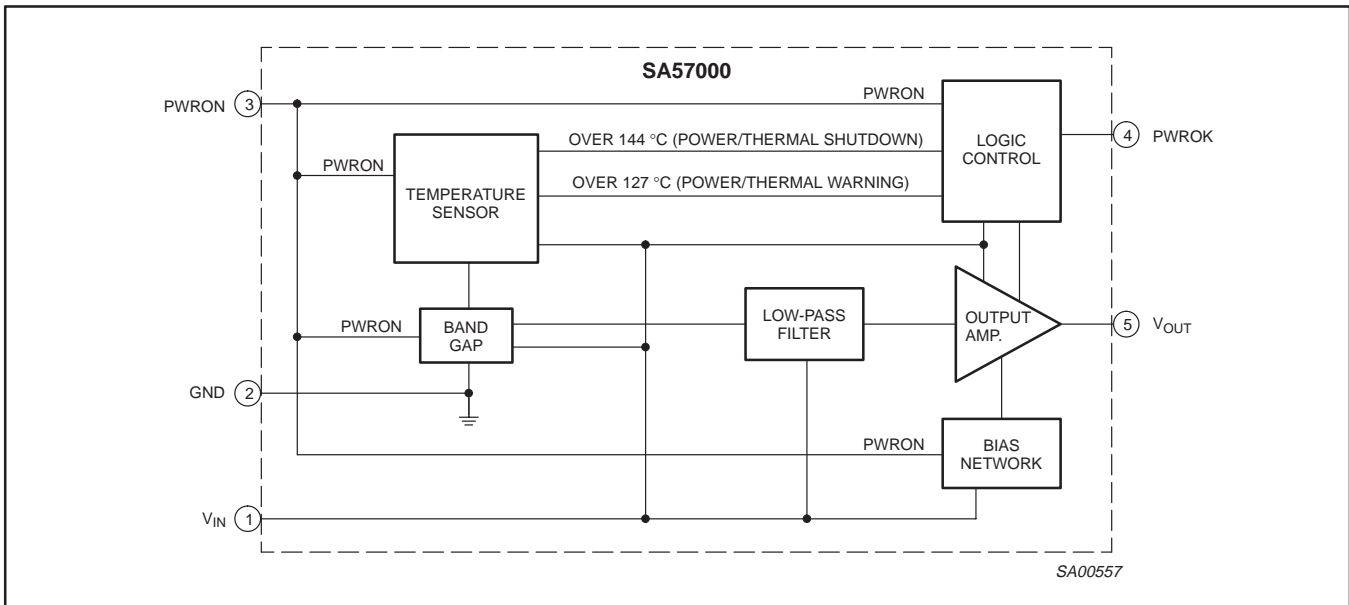 SA57000
PWRON 3
PWRON
OVER 144 °C (POWER/THERMAL SHUTDOWN)
LOGIC
CONTROL
4 PWROK
PWRON
TEMPERATURE
SENSOR
OVER 127 °C (POWER/THERMAL WARNING)
PWRON
BAND
GAP
LOW-PASS
FILTER
OUTPUT
AMP.
5 VOUT
GND 2
PWRON
BIAS
NETWORK
VIN 1
SA00557